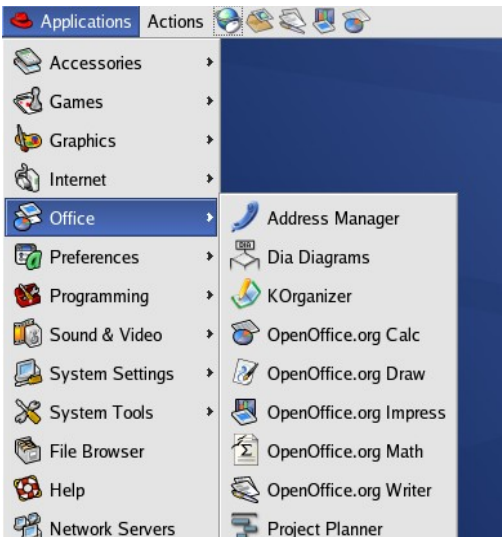 Applications Actions
Accessories
Games
Graphics
Internet
Office
Preferences
Programming
Sound & Video
System Settings
System Tools
File Browser
Help
Network Servers
Address Manager
DIA
Dia Diagrams
KOrganizer
OpenOffice.org Calc
OpenOffice.org Draw
OpenOffice.org Impress
OpenOffice.org Math
OpenOffice.org Writer
Project Planner